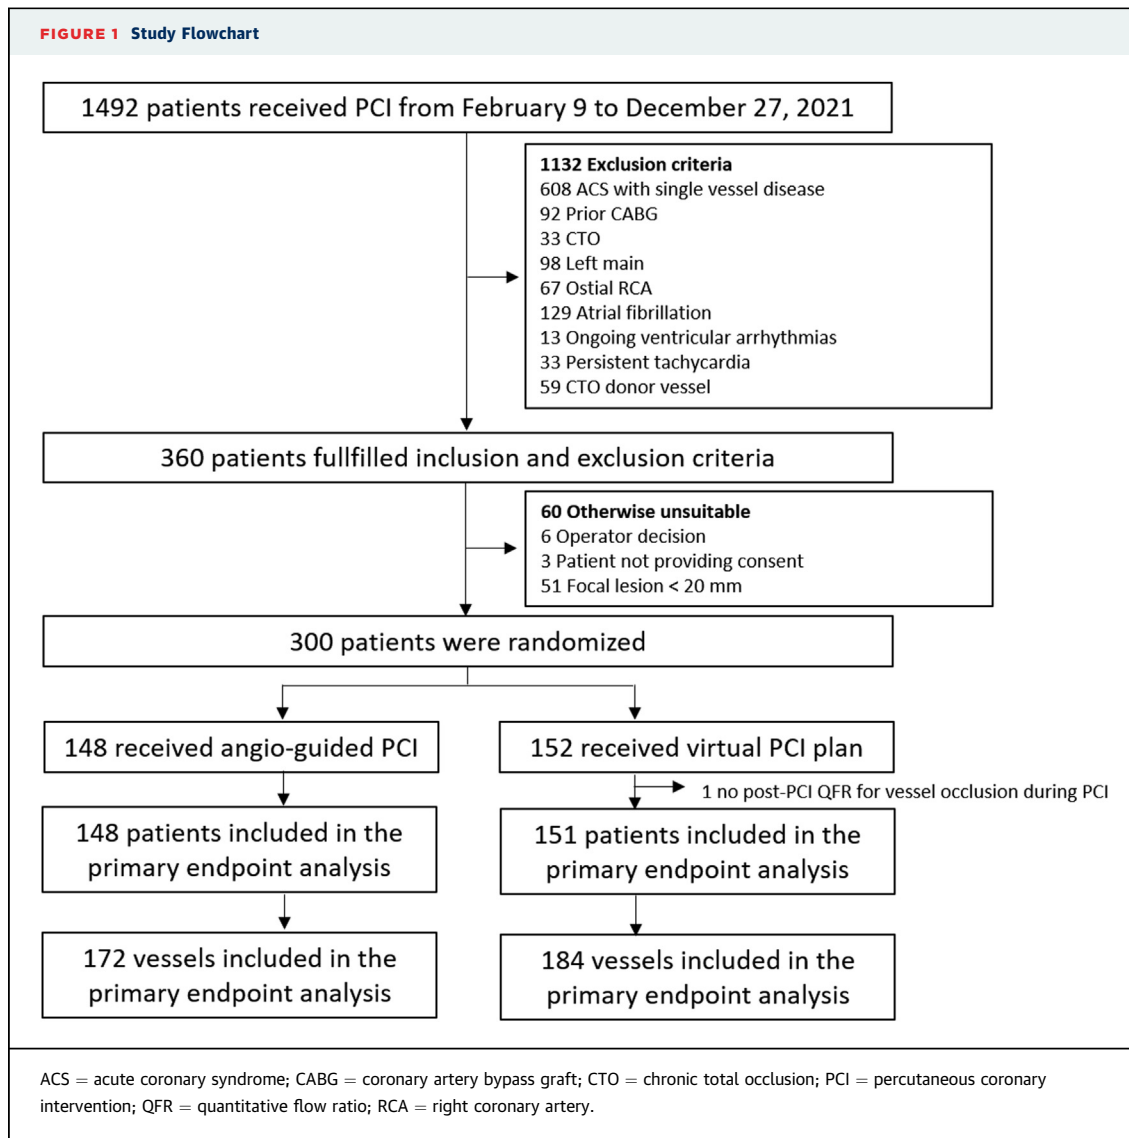 FIGURE 1 Study Flowchart
1492 patients received PCI from February 9 to December 27, 2021
1132 Exclusion criteria
608 ACS with single vessel disease
92 Prior CABG
33 CTO
98 Left main
67 Ostial RCA
129 Atrial fibrillation
13 Ongoing ventricular arrhythmias
33 Persistent tachycardia
59 CTO donor vessel
360 patients fullfilled inclusion and exclusion criteria
60 Otherwise unsuitable
6 Operator decision
3 Patient not providing consent
51 Focal lesion < 20 mm
300 patients were randomized
148 received angio-guided PCI
152 received virtual PCI plan
1 no post-PCI QFR for vessel occlusion during PCI
148 patients included in the
primary endpoint analysis
151 patients included in the
primary endpoint analysis
172 vessels included in the
primary endpoint analysis
184 vessels included in the
primary endpoint analysis
ACS = acute coronary syndrome; CABG = coronary artery bypass graft; CTO = chronic total occlusion; PCI = percutaneous coronary
intervention; QFR = quantitative flow ratio; RCA = right coronary artery.